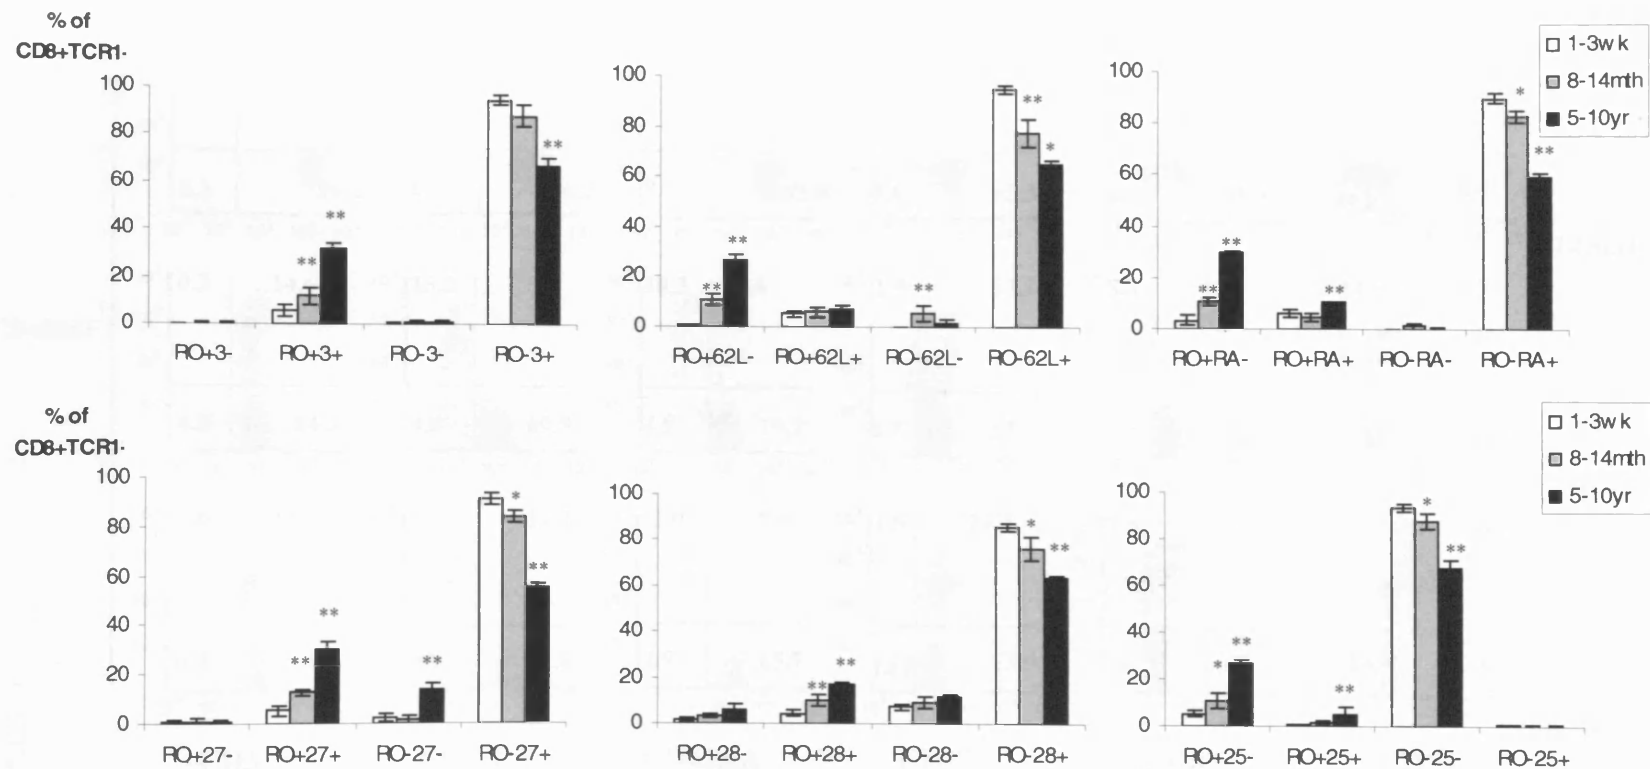 % of
CD8+TCR1-
1-3wk
8-14mth
5-10yr
100
80
60
40
20
0
** ** **
RO+3- RO+3+ RO-3- RO-3+
100
80
60
40
20
0
** ** ** ** *
RO+62L- RO+62L+ RO-62L- RO-62L+
100
80
60
40
20
0
** ** ** * **
RO+RA- RO+RA+ RO-RA- RO-RA+
% of
CD8+TCR1-
1-3wk
8-14mth
5-10yr
100
80
60
40
20
0
** ** ** * **
RO+27- RO+27+ RO-27- RO-27+
100
80
60
40
20
0
** ** * **
RO+28- RO+28+ RO-28- RO-28+
100
80
60
40
20
0
* ** ** * **
RO+25- RO+25+ RO-25- RO-25+